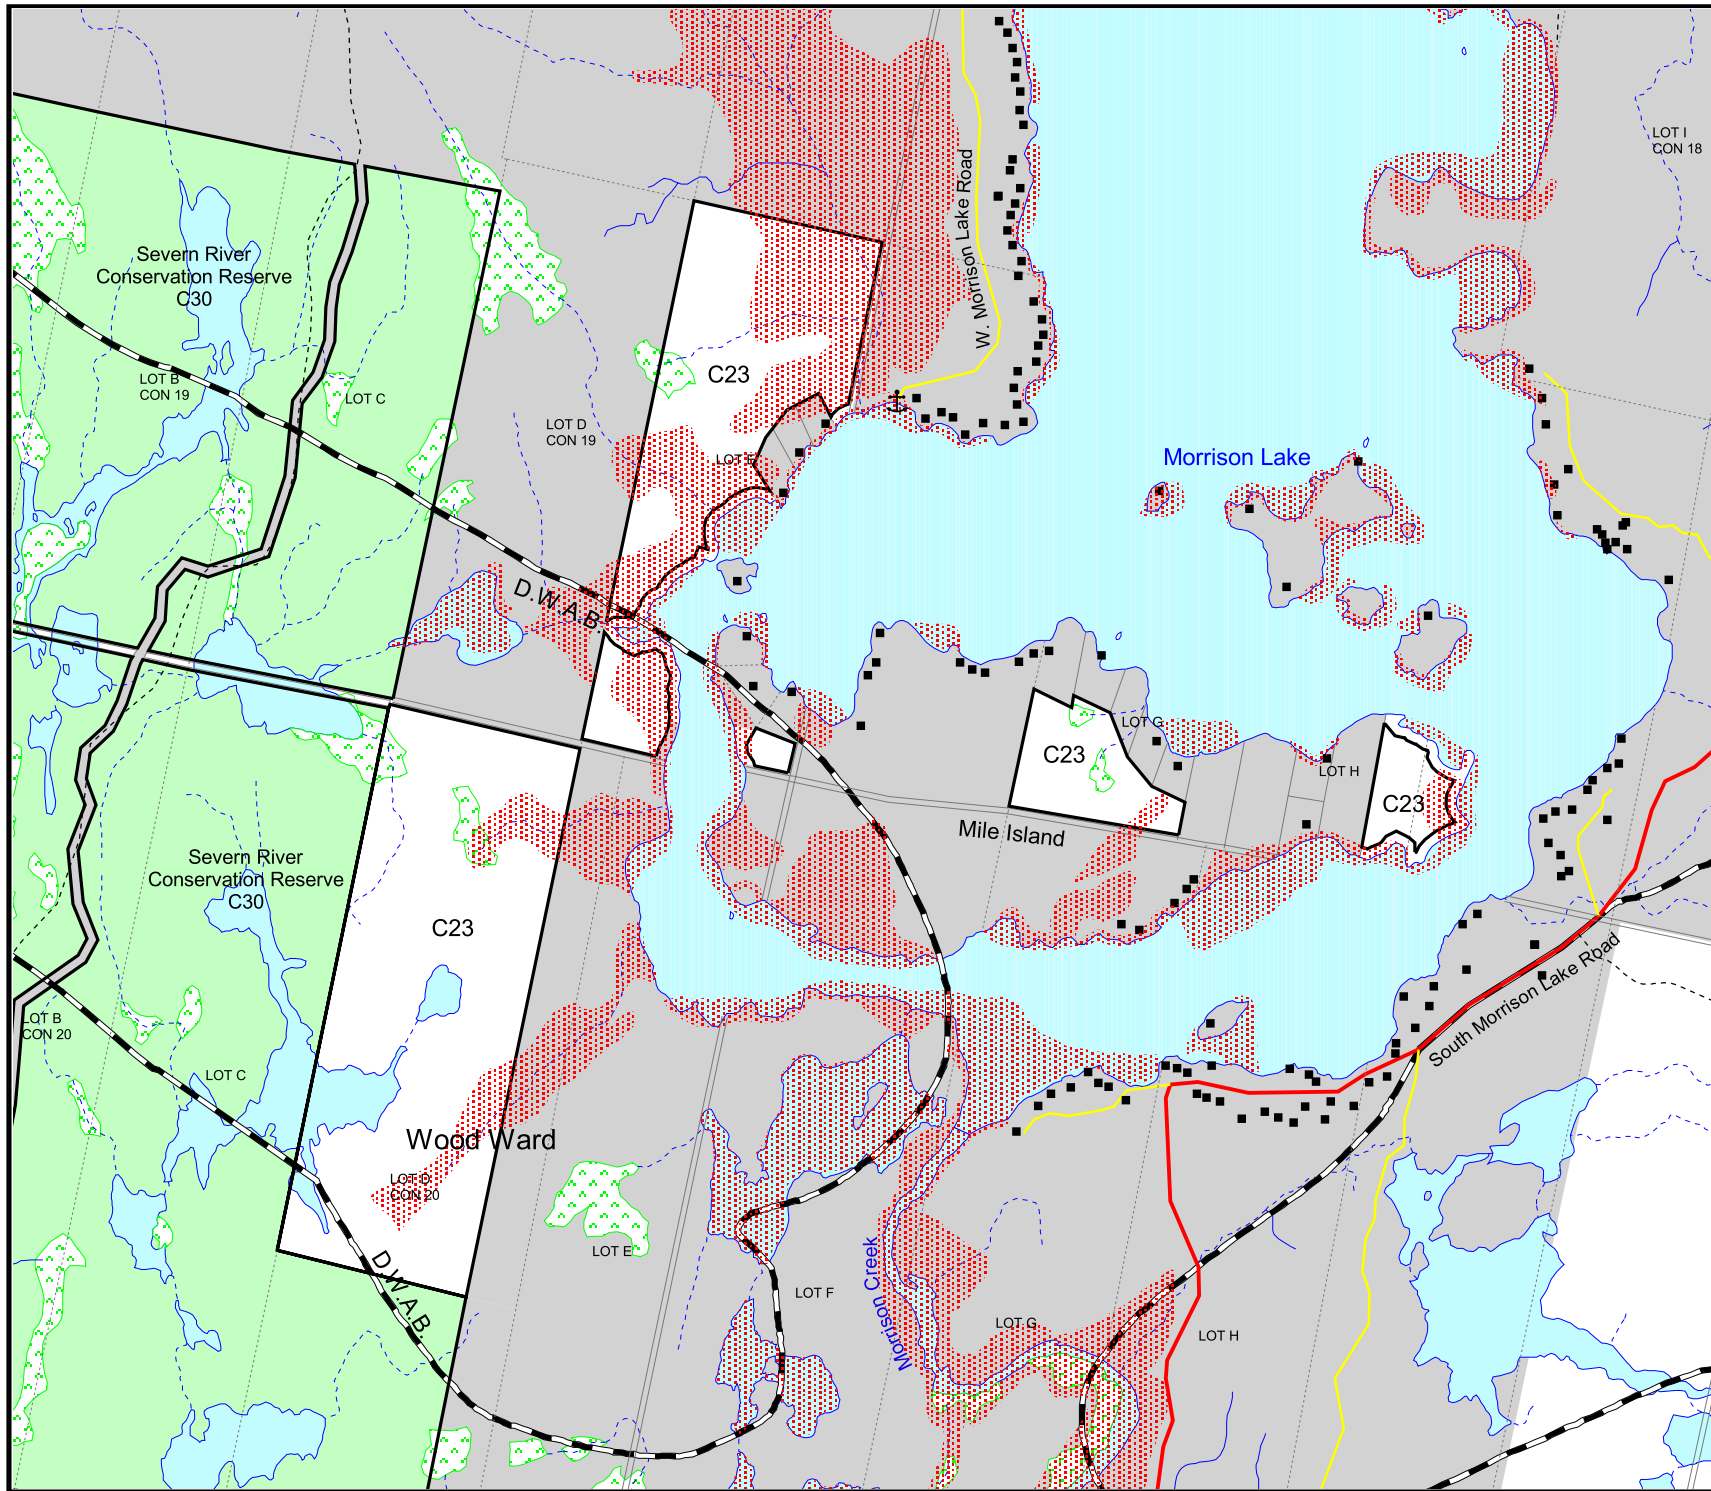 LOT I
CON 18
W. Morrison Lake Road
Severn River
Conservation Reserve
C30
LOT B
CON 19
LOT C
C23
LOT D
CON 19
LOT E
Morrison Lake
D.W.A.B.
LOT G
C23
LOT H
C23
Mile Island
Severn River
Conservation Reserve
C30
C23
South Morrison Lake Road
LOT B
CON 20
LOT C
Wood Ward
LOT D
CON 20
LOT E
D.W.A.B.
LOT F
Morrison Creek
LOT G
LOT H